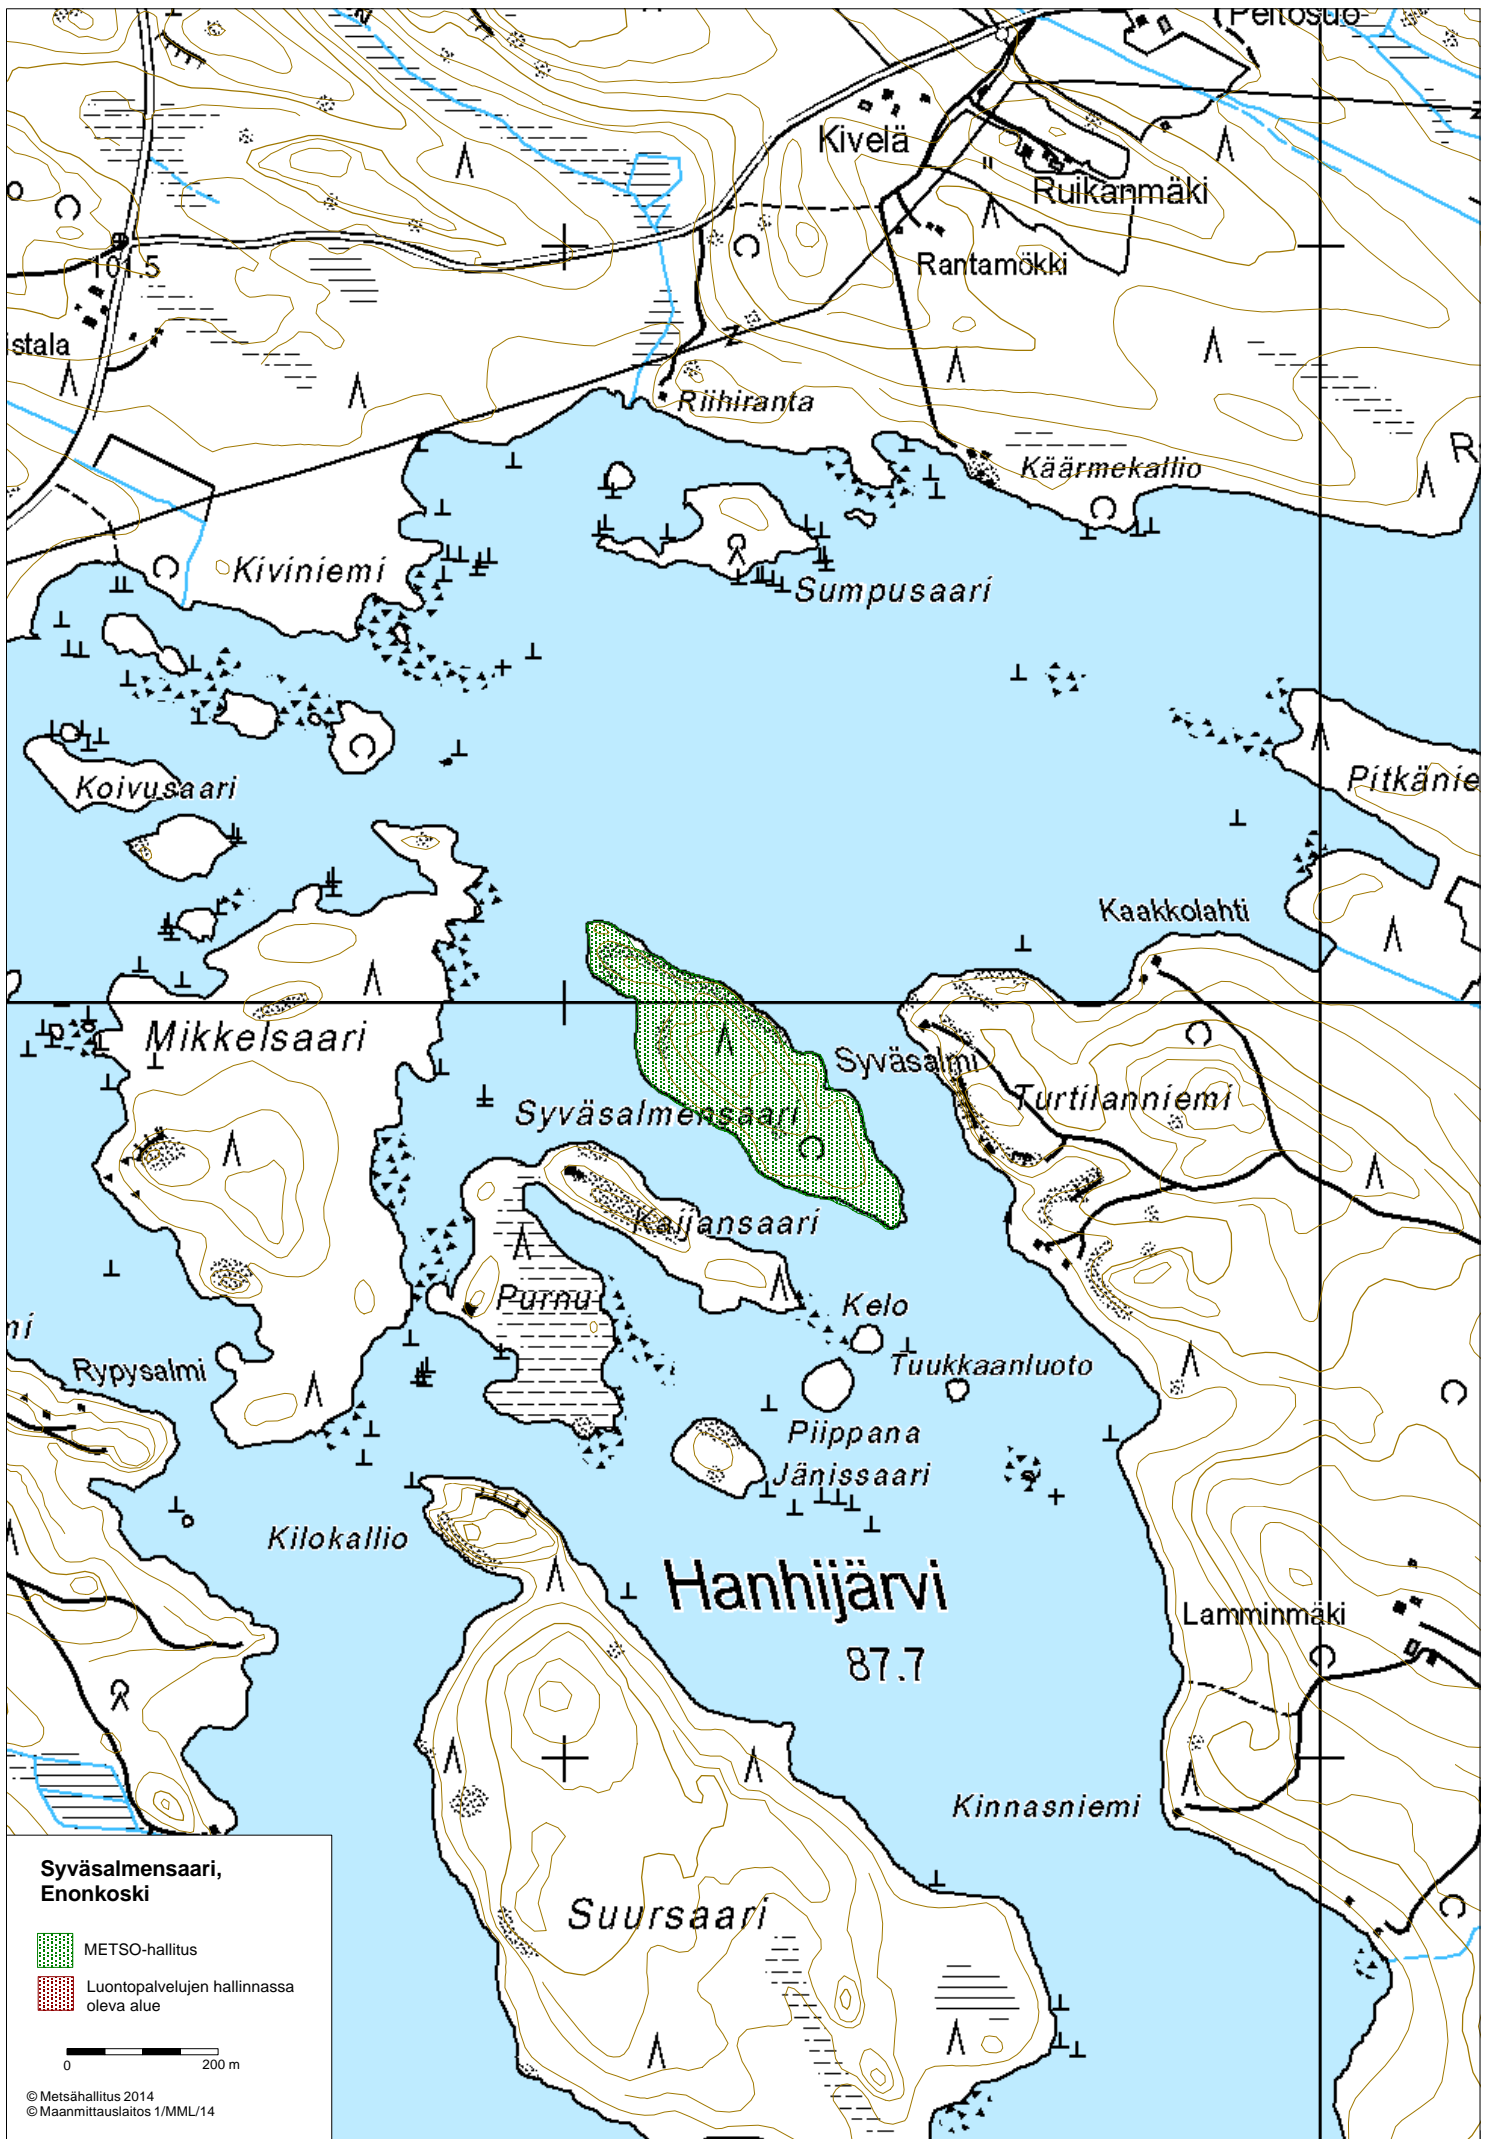 Peltosuo
Kivelä
Ruikanmäki
Rantamökki
101.5
istala
Riihiranta
Käärmekallio
R
Kiviniemi
Sumpusaari
Koivusaari
Pitkänie
Kaakkolahti
Mikkelsaari
Syväsalmi
Turtilanniemi
Syväsalmensaari
Kaijansaari
Purnu
Kelo
ni
Rypysalmi
Tuukkaanluoto
Piippana
Jänissaari
Kilokallio
Hanhijärvi
87.7
Lamminmäki
Kinnasniemi
Suursaari
Syväsalmensaari,
Enonkoski
METSO-hallitus
Luontopalvelujen hallinnassa
oleva alue
0 200 m
© Metsähallitus 2014
© Maanmittauslaitos 1/MML/14